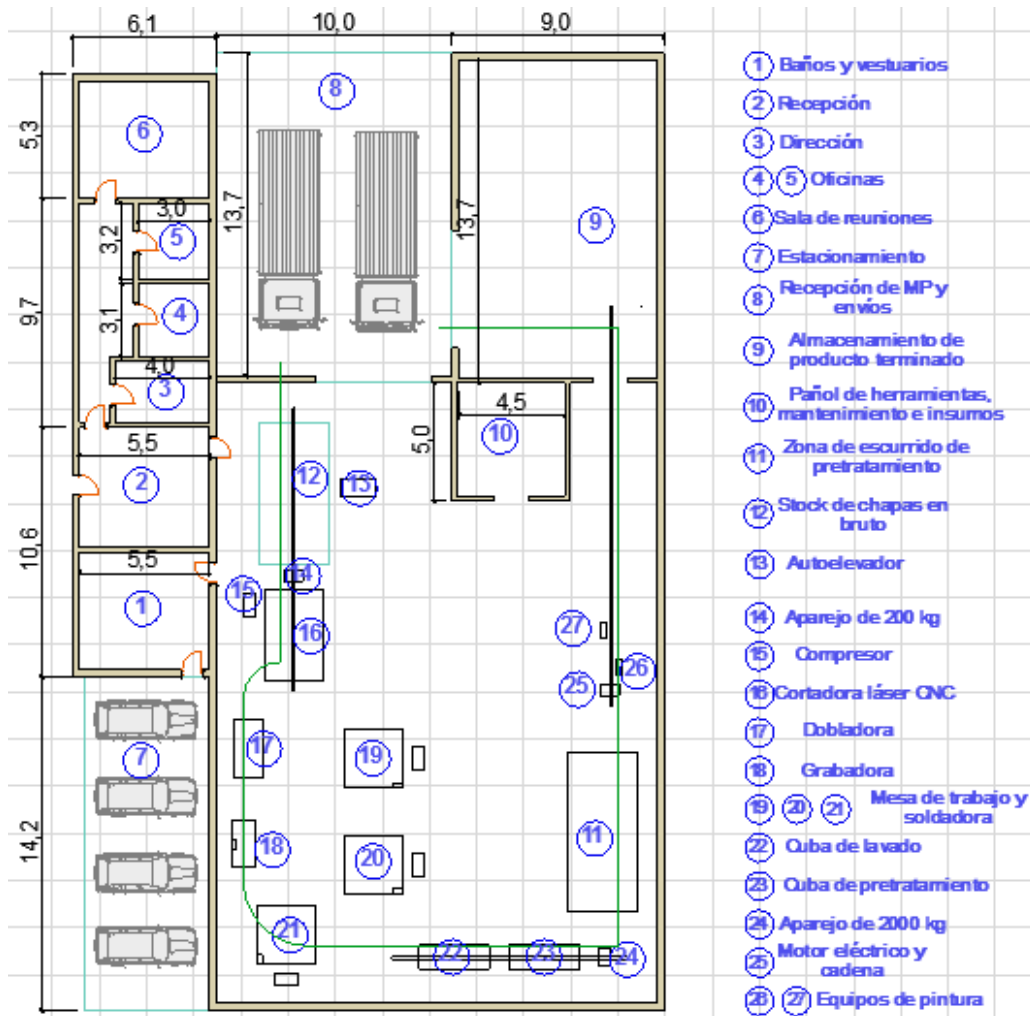 6,1
10,0
9,0
8
6
5,3
13,7
13,7
9
3,0
3,2
5
9,7
3,1
4
4,0
3
4,5
10
5,0
5,5
2
12
13
10,6
5,5
14
15
1
16
27
26
25
7
17
19
18
20
11
14,2
21
22
23
24
1 Baños y vestuarios
2 Recepción
3 Dirección
4 5 Oficinas
6 Sala de reuniones
7 Estacionamiento
8 Recepción de MP y
envíos
9 Almacenamiento de
producto terminado
10 Pañol de herramientas,
mantenimiento e insumos
11 Zona de escurrido de
pretratamiento
12 Stock de chapas en
bruto
13 Autoelevador
14 Aparejo de 200 kg
15 Compresor
16 Cortadora láser CNC
17 Dobladora
18 Grabadora
19 20 21 Mesa de trabajo y
soldadora
22 Cuba de lavado
23 Cuba de pretratamiento
24 Aparejo de 2000 kg
25 Motor eléctrico y
cadena
26 27 Equipos de pintura